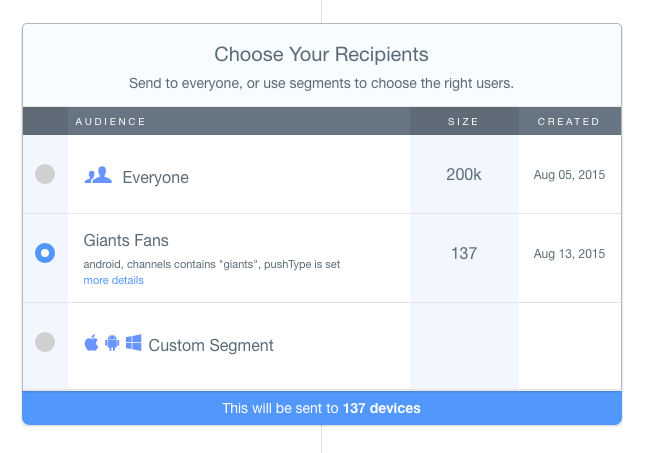 Choose Your Recipients
Send to everyone, or use segments to choose the right users.
AUDIENCE SIZE CREATED
Everyone 200k Aug 05, 2015
Giants Fans
android, channels contains "giants", pushType is set
more details
137 Aug 13, 2015
Custom Segment
This will be sent to 137 devices